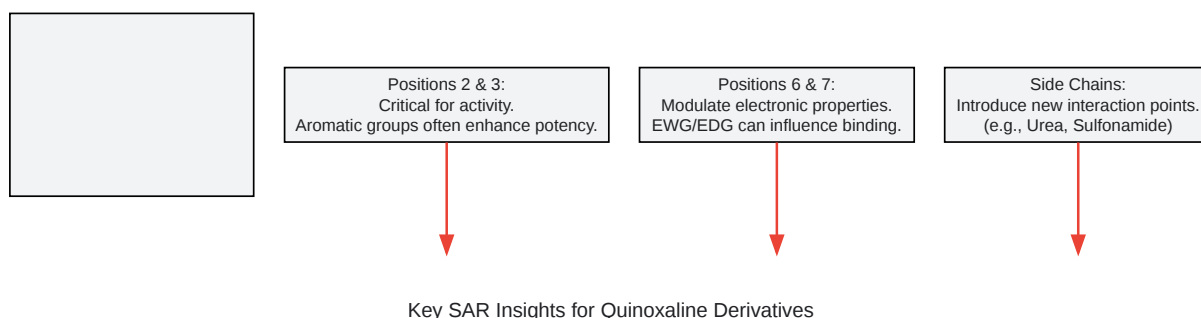 Positions 2 & 3:
Critical for activity.
Aromatic groups often enhance potency.
Positions 6 & 7:
Modulate electronic properties.
EWG/EDG can influence binding.
Side Chains:
Introduce new interaction points.
(e.g., Urea, Sulfonamide)
Key SAR Insights for Quinoxaline Derivatives